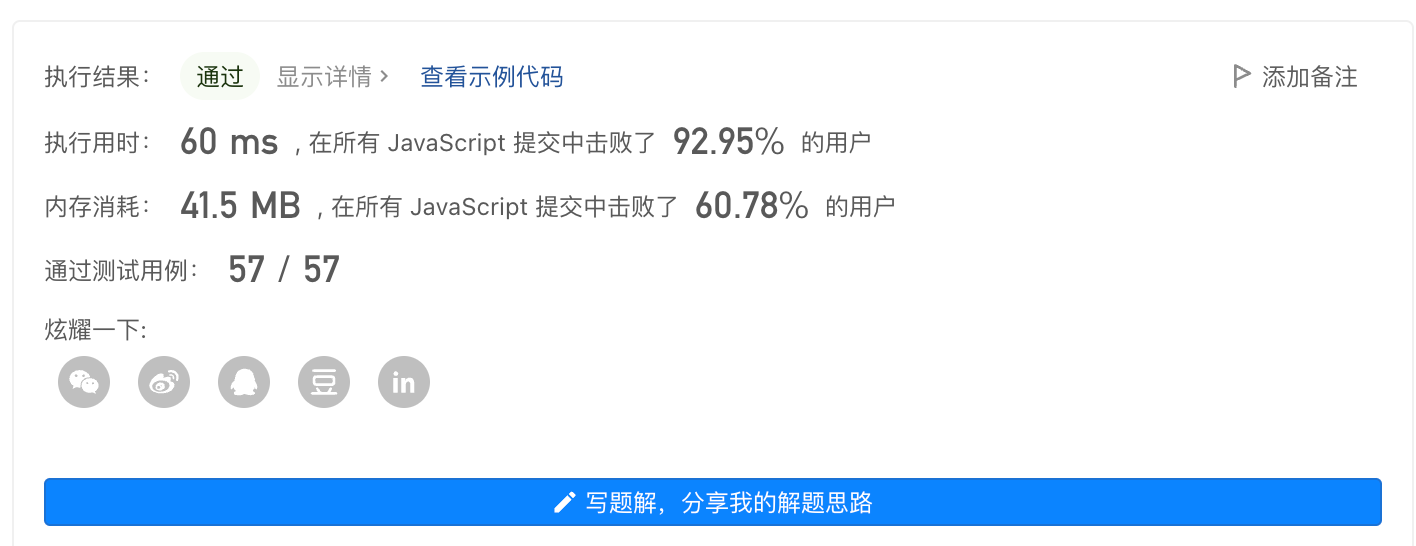 执行结果： 通过 显示详情 > 查看示例代码 添加备注
执行用时： 60 ms , 在所有 JavaScript 提交中击败了 92.95% 的用户
内存消耗： 41.5 MB , 在所有 JavaScript 提交中击败了 60.78% 的用户
通过测试用例： 57 / 57
炫耀一下:
豆 in
写题解，分享我的解题思路